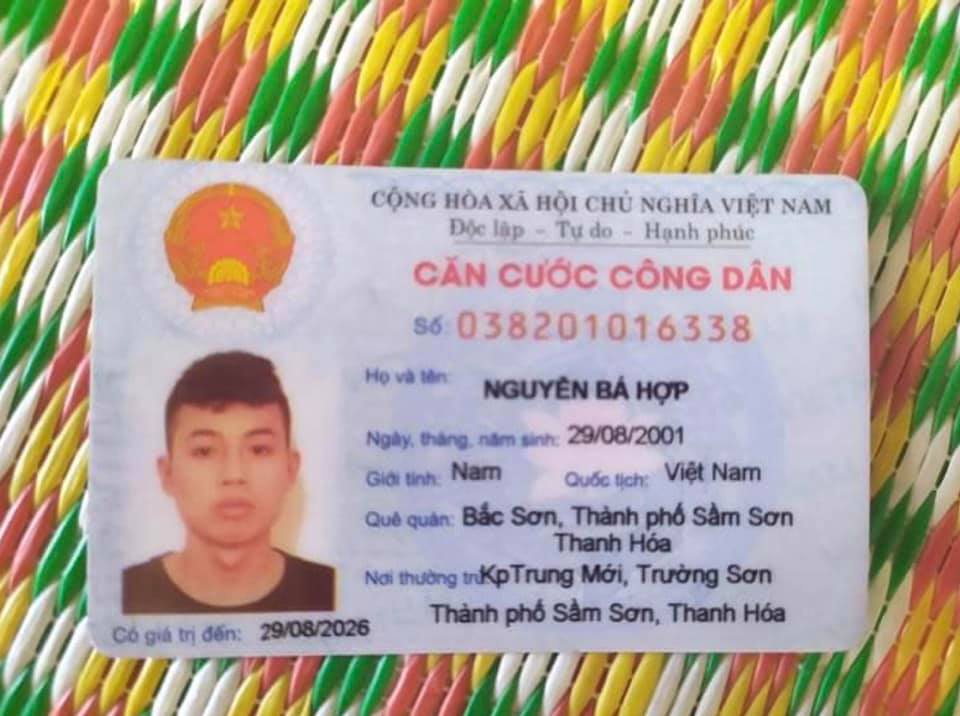 CỘNG HÒA XÃ HỘI CHỦ NGHĨA VIỆT NAM
Độc lập - Tự do - Hạnh phúc
CĂN CƯỚC CÔNG DÂN
Số: 038201016338
Họ và tên: NGUYỄN BÁ HỢP
Ngày, tháng, năm sinh: 29/08/2001
Giới tính: Nam Quốc tịch: Việt Nam
Quê quán: Bắc Sơn, Thành phố Sầm Sơn
Thanh Hóa
Nơi thường trú: KpTrung Mới, Trường Sơn
Thành phố Sầm Sơn, Thanh Hóa
Có giá trị đến: 29/08/2026